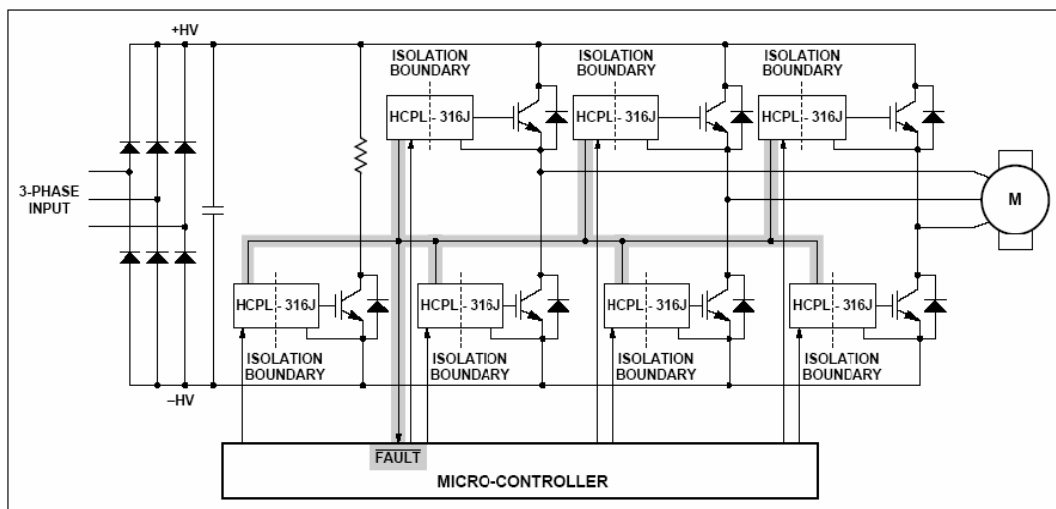 +HV
ISOLATION
BOUNDARY
ISOLATION
BOUNDARY
ISOLATION
BOUNDARY
HCPL - 316J
HCPL - 316J
HCPL - 316J
3-PHASE
INPUT
M
HCPL - 316J
HCPL - 316J
HCPL - 316J
HCPL - 316J
ISOLATION
BOUNDARY
ISOLATION
BOUNDARY
ISOLATION
BOUNDARY
ISOLATION
BOUNDARY
–HV
FAULT
MICRO-CONTROLLER